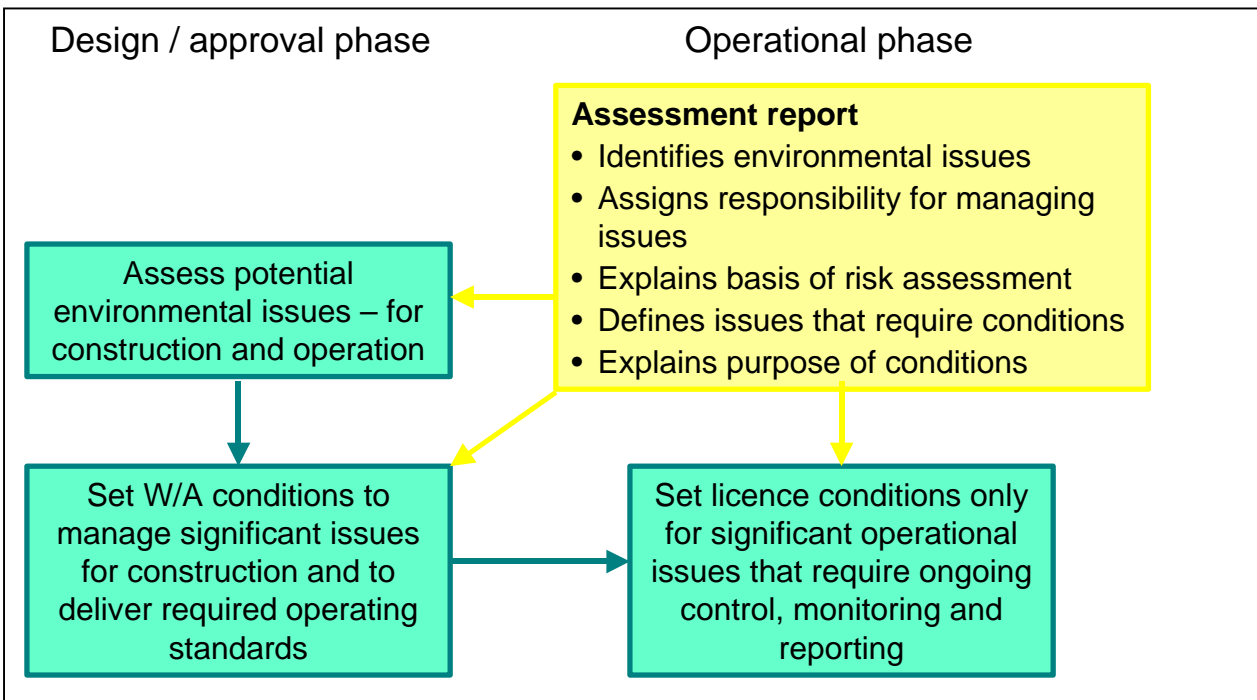 Design / approval phase
Operational phase
Assessment report
• Identifies environmental issues
• Assigns responsibility for managing
issues
• Explains basis of risk assessment
• Defines issues that require conditions
• Explains purpose of conditions
Assess potential
environmental issues – for
construction and operation
Set W/A conditions to
manage significant issues
for construction and to
deliver required operating
standards
Set licence conditions only
for significant operational
issues that require ongoing
control, monitoring and
reporting